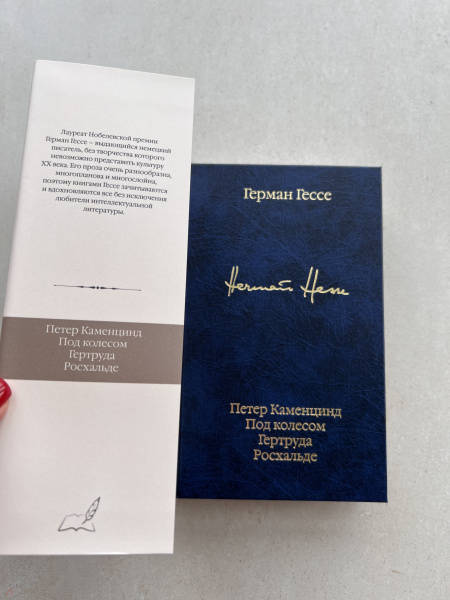 Лауреат Нобелевской премии
Герман Гессе – выдающийся немецкий
писатель, без творчества которого
невозможно представить культуру
XX века. Его проза очень разнообразна,
многопланова и многослойна,
поэтому книгами Гессе зачитываются
и вдохновляются все без исключения
любители интеллектуальной
литературы.
Петер Каменцинд
Под колесом
Гертруда
Росхальде
Герман Гессе
Hermann Hesse
Петер Каменцинд
Под колесом
Гертруда
Росхальде